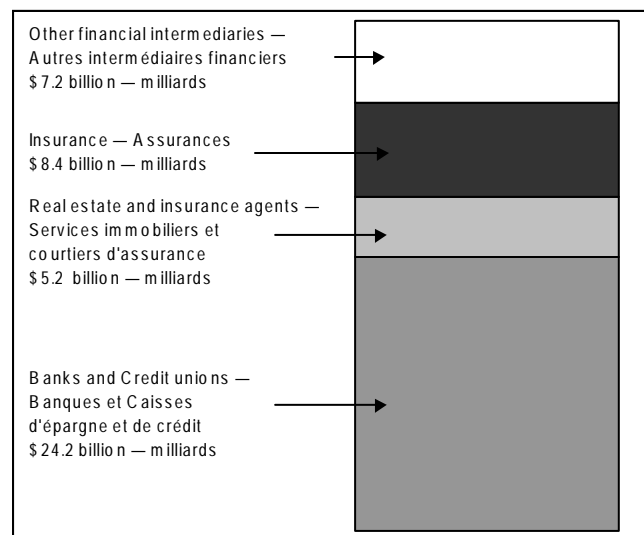 Other financial intermediaries —
Autres intermédiaires financiers
$7.2 billion — milliards
Insurance — Assurances
$8.4 billion — milliards
Real estate and insurance agents —
Services immobiliers et
courtiers d'assurance
$5.2 billion — milliards
Banks and Credit unions —
Banques et Caisses
d'épargne et de crédit
$24.2 billion — milliards